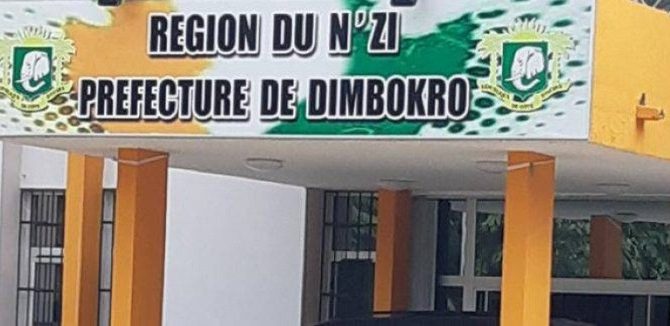 REGION DU N'ZI
PREFECTURE DE DIMBOKRO